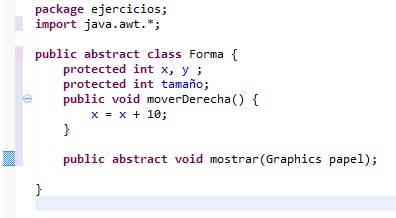 package ejercicios;
import java.awt.*;
public abstract class Forma {
protected int x, y ;
protected int tamaño;
public void moverDerecha() {
x = x + 10;
}
public abstract void mostrar(Graphics papel);
}